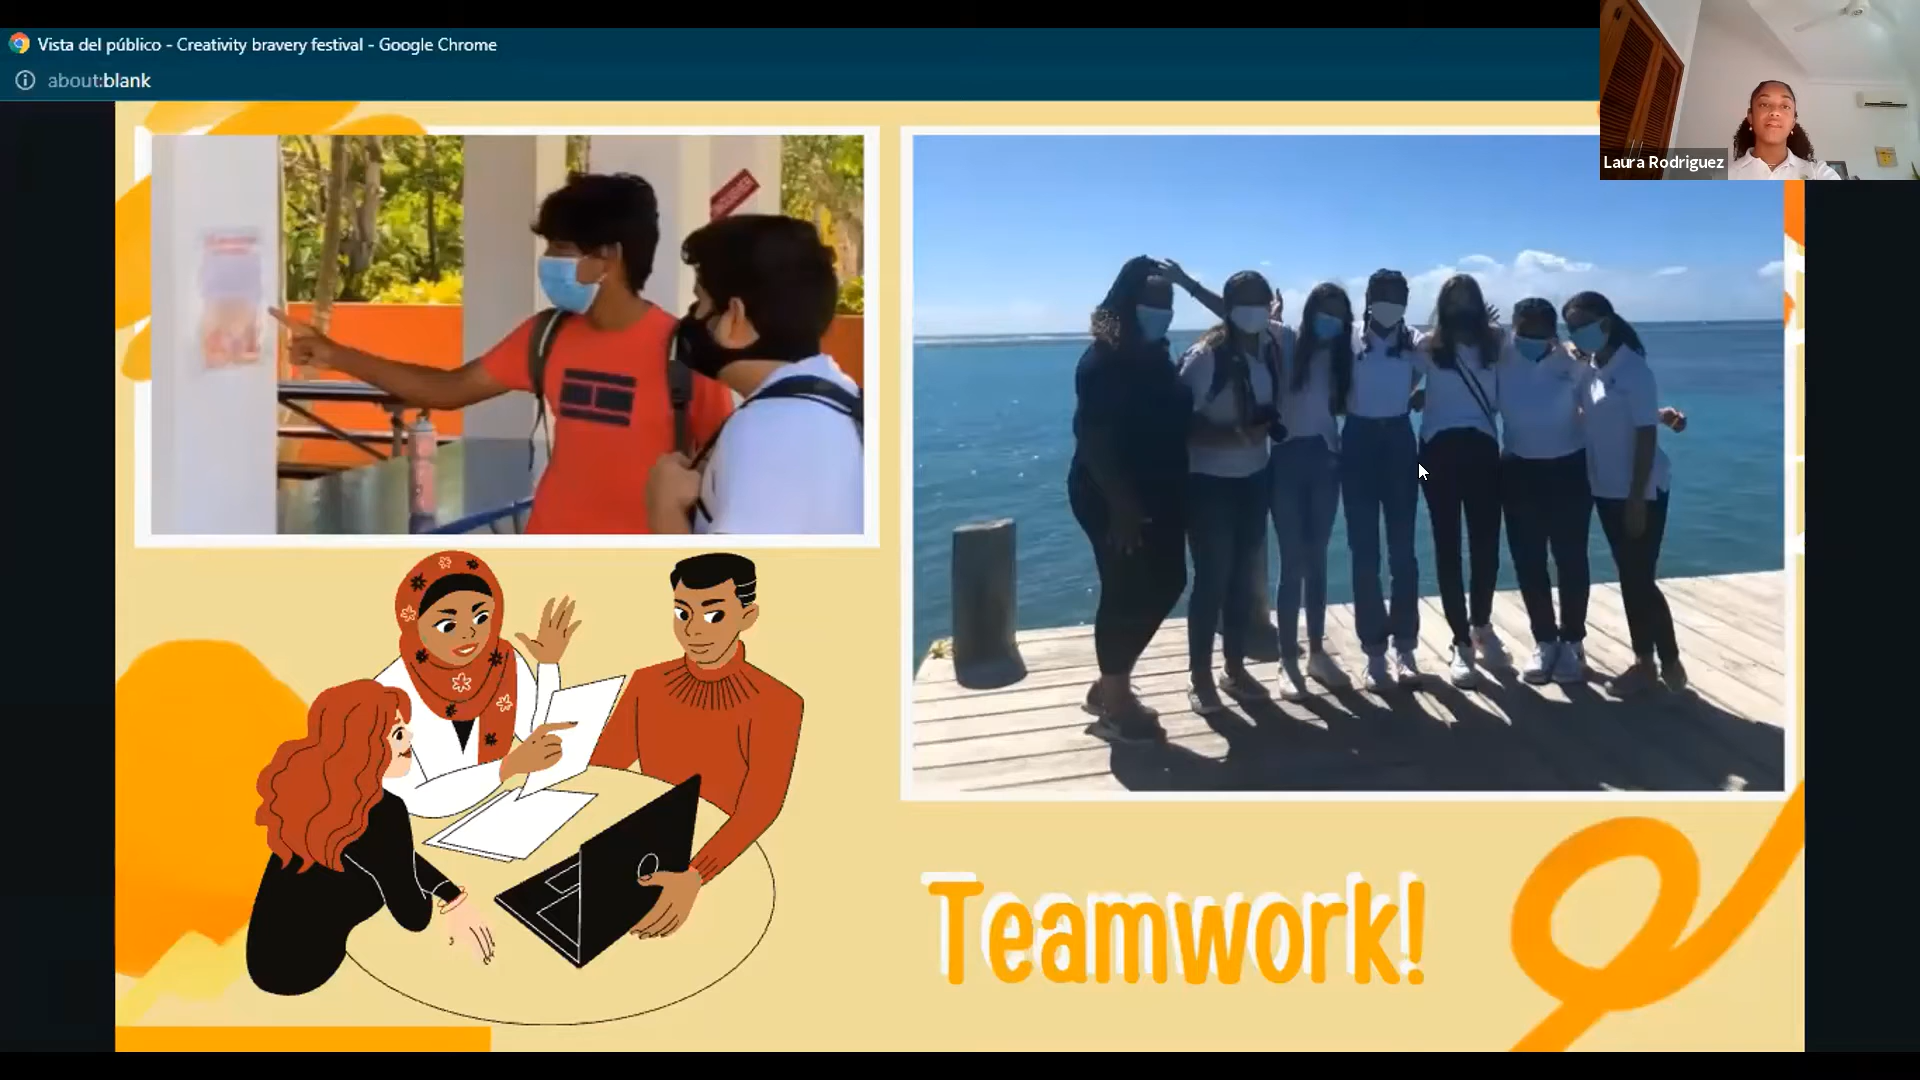 Vista del público - Creativity bravery festival - Google Chrome
about:blank
Laura Rodriguez
Teamwork!